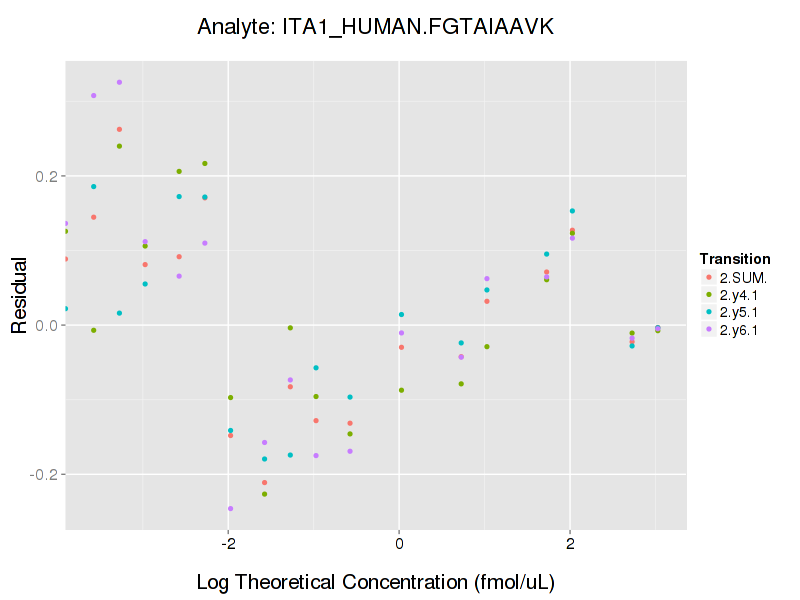 Analyte: ITA1_HUMAN.FGTAIAAVK
Residual
0.2
0.0
-0.2
-2
0
2
Log Theoretical Concentration (fmol/uL)
Transition
2.SUM.
2.y4.1
2.y5.1
2.y6.1